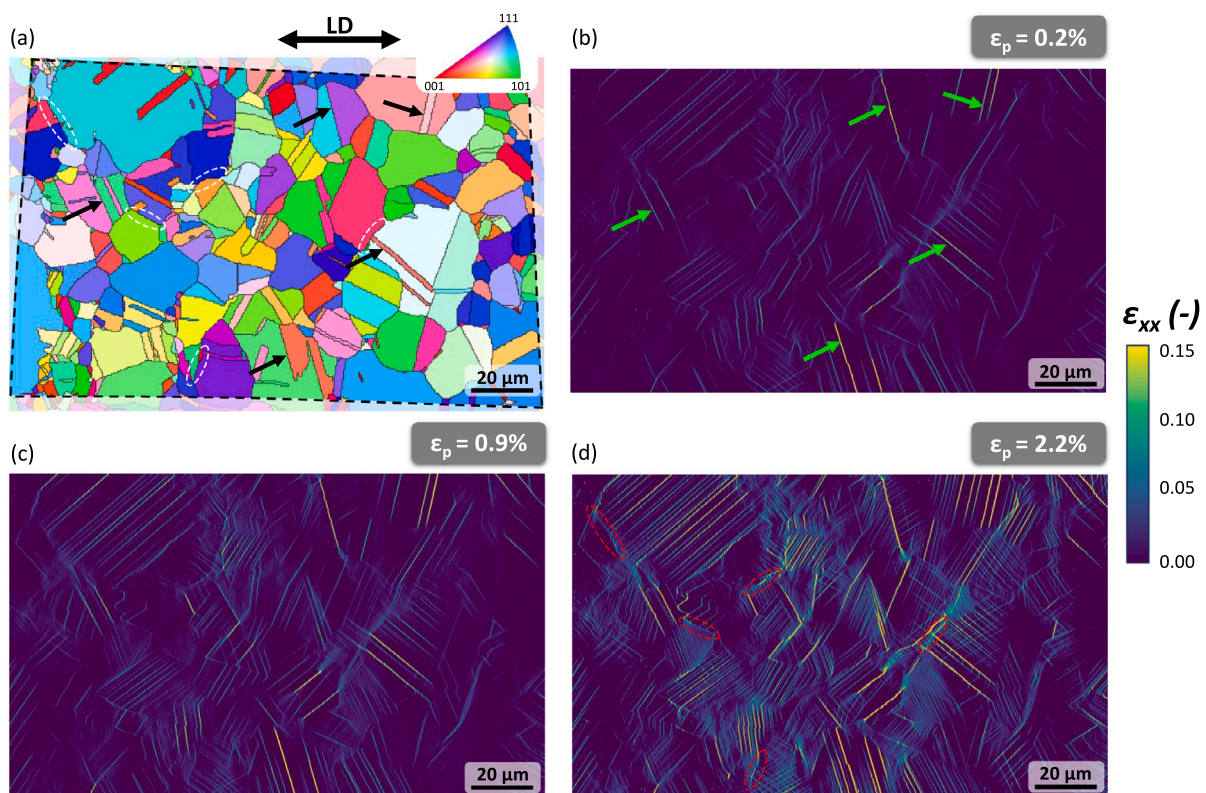 (a)
LD
111
001
101
20 μm
(b)
εp = 0.2%
20 μm
εxx (-)
0.15
0.10
0.05
0.00
(c)
εp = 0.9%
20 μm
(d)
εp = 2.2%
20 μm